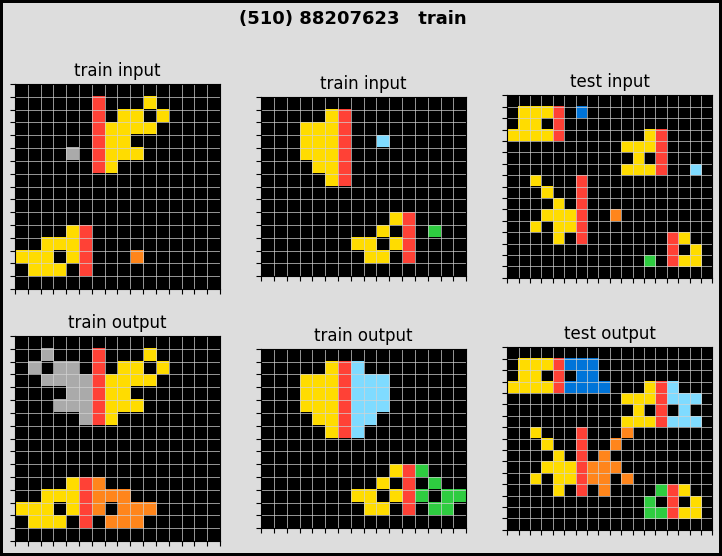 (510) 88207623   train
train input
train input
test input
train output
train output
test output